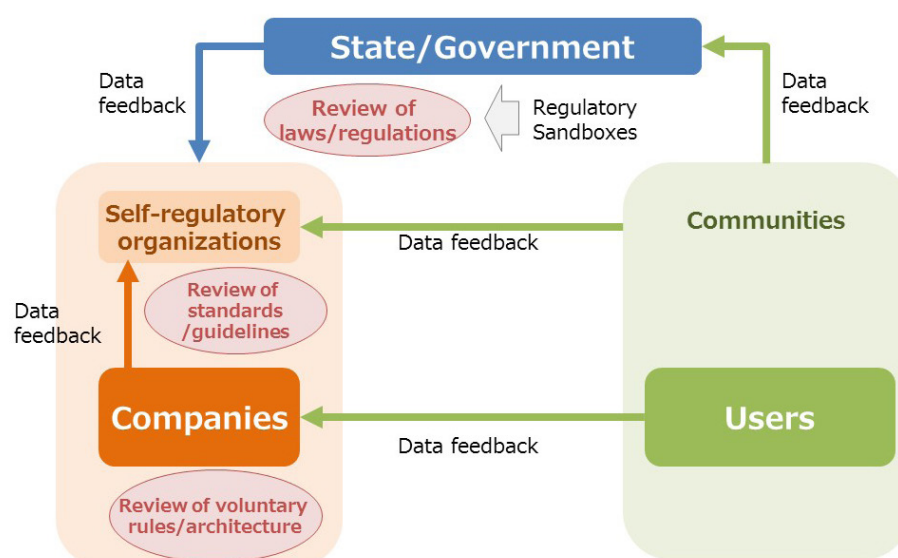 State/Government
Data
feedback
Data
feedback
Review of
laws/regulations
Regulatory
Sandboxes
Self-regulatory
organizations
Communities
Data feedback
Review of
standards
/guidelines
Data
feedback
Companies
Users
Data feedback
Review of voluntary
rules/architecture